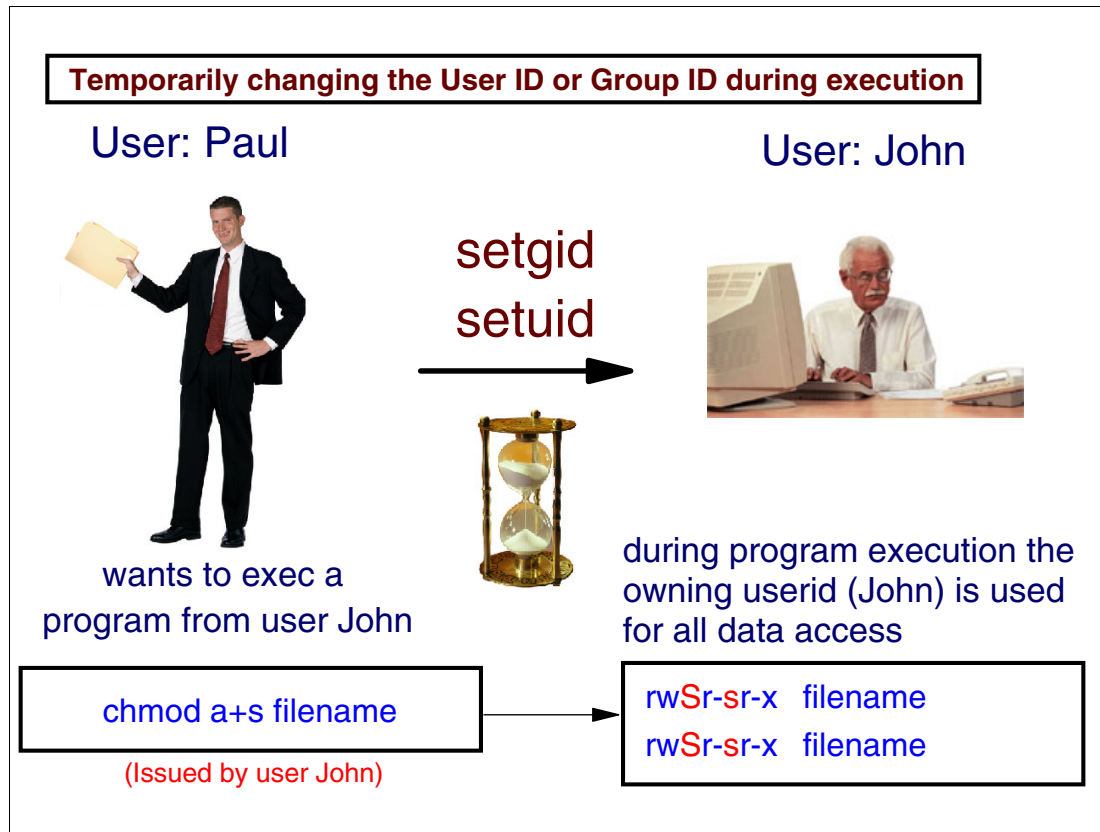 Temporarily changing the User ID or Group ID during execution
User: Paul
User: John
setgid
setuid
wants to exec a
program from user John
during program execution the
owning userid (John) is used
for all data access
chmod a+s filename
(Issued by user John)
rwSr-sr-x filename
rwSr-sr-x filename